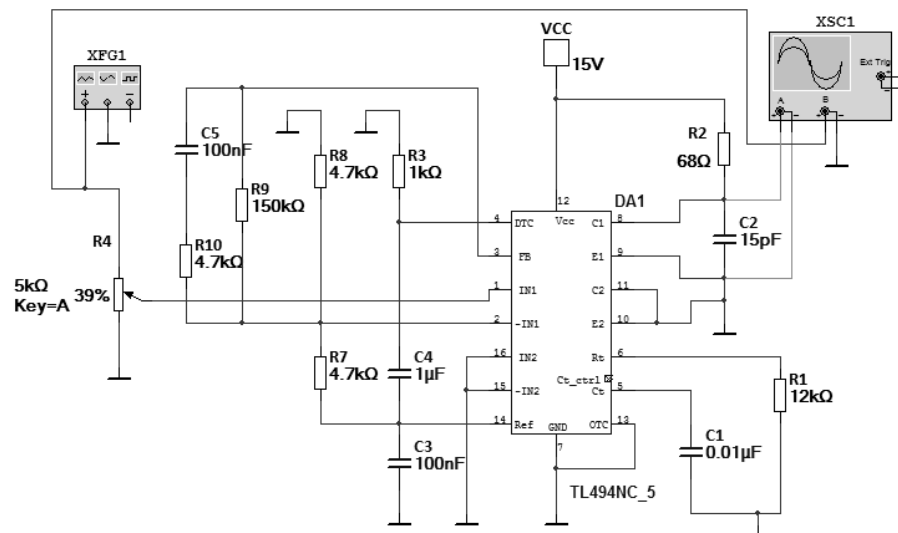 XFG1
VCC
15V
XSC1
Ext Trig
+
-
A
B
+
-
+
-
+
-
C5
100nF
R8
4.7kΩ
R3
1kΩ
R2
68Ω
R9
150kΩ
R4
R10
4.7kΩ
5kΩ
39%
Key=A
C2
15pF
DA1
12
Vcc
4
DTC
C1
8
3
FB
E1
9
1
IN1
C2
11
2
-IN1
E2
10
16
IN2
Rt
6
15
-IN2
Ct_ctrl
Ct
5
14
Ref
GND
OTC
13
7
R7
4.7kΩ
C4
1µF
R1
12kΩ
C1
0.01µF
C3
100nF
TL494NC_5